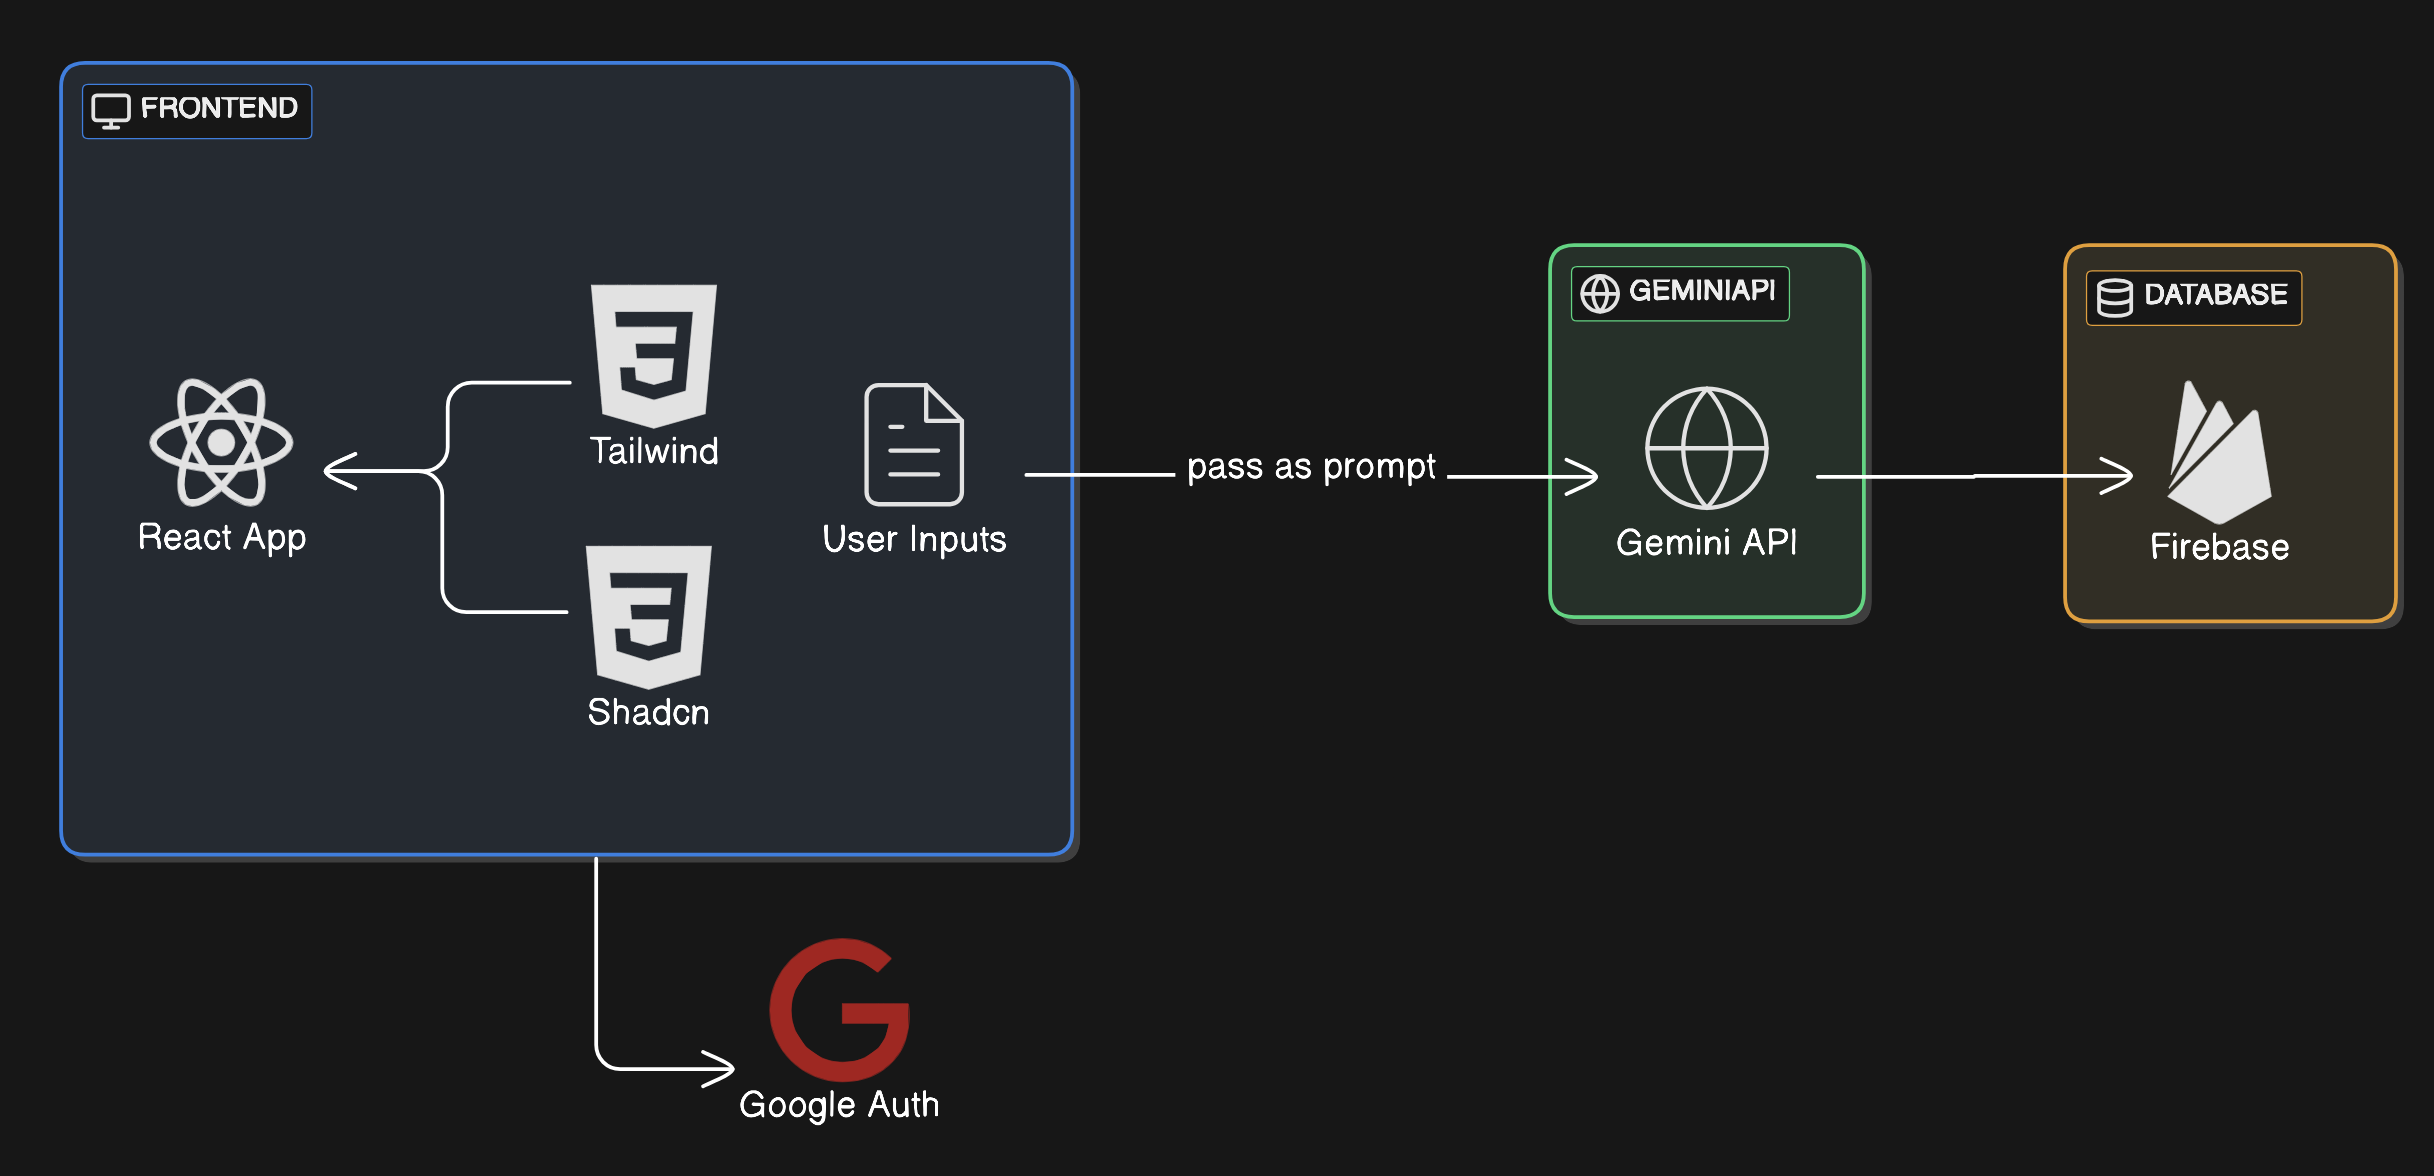 FRONTEND
Tailwind
React App
Shadcn
User Inputs
pass as prompt
GEMINIAPI
Gemini API
DATABASE
Firebase
Google Auth